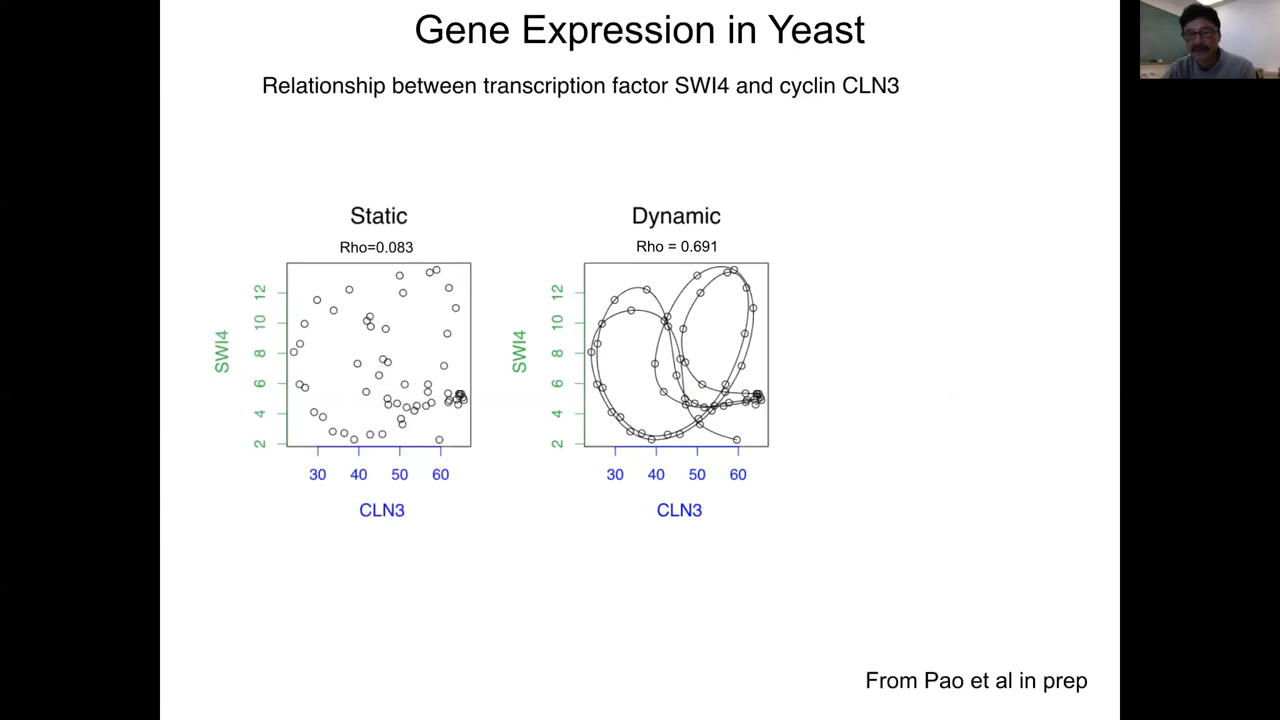 Gene Expression in Yeast
Relationship between transcription factor SWI4 and cyclin CLN3
Static
Rho=0.083
SWI4
12
10
8
6
4
2
30 40 50 60
CLN3
Dynamic
Rho = 0.691
SWI4
12
10
8
6
4
2
30 40 50 60
CLN3
From Pao et al in prep